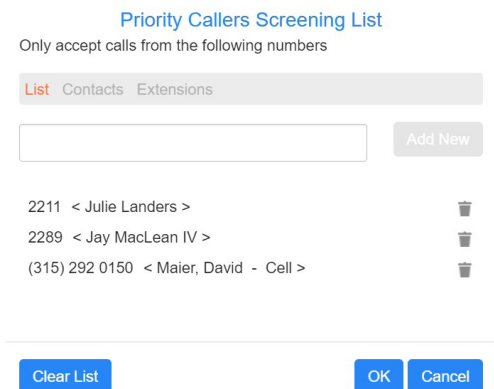 Priority Callers Screening List
Only accept calls from the following numbers
List Contacts Extensions
Add New
2211 < Julie Landers >
2289 < Jay MacLean IV >
(315) 292 0150 < Maier, David - Cell >
Clear List OK Cancel